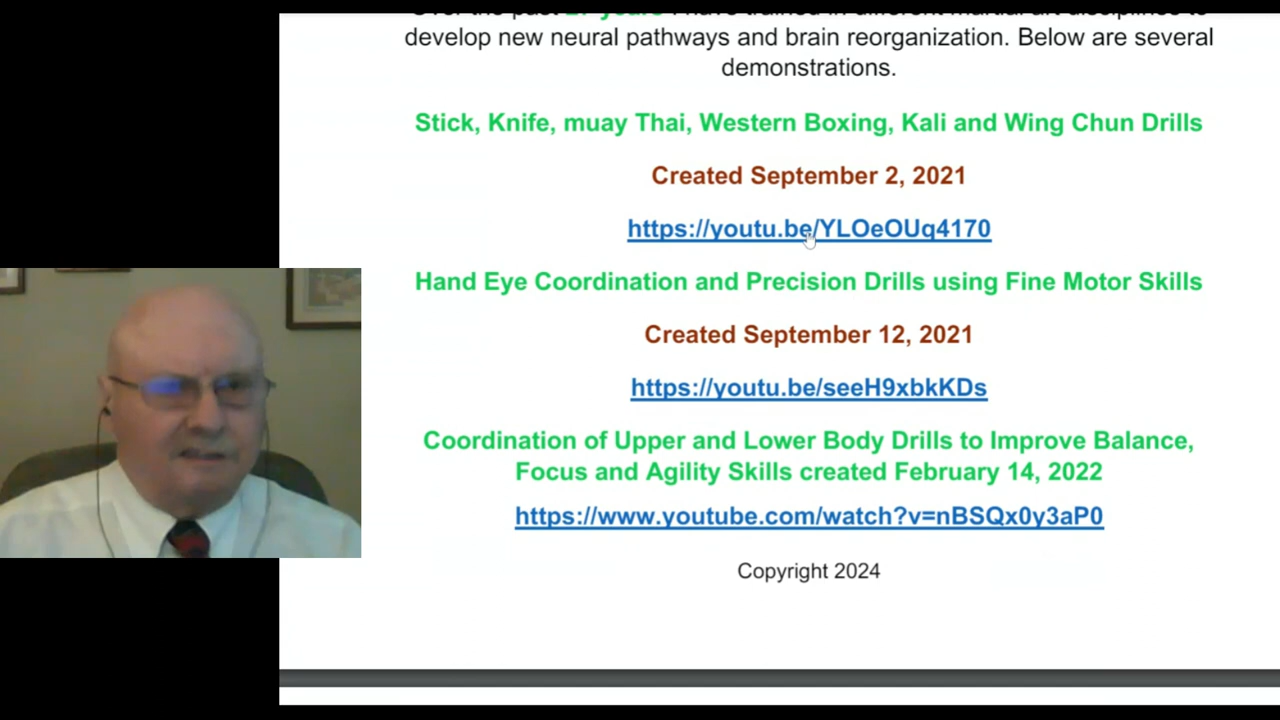 develop new neural pathways and brain reorganization. Below are several
demonstrations.
Stick, Knife, muay Thai, Western Boxing, Kali and Wing Chun Drills
Created September 2, 2021
https://youtu.be/YLOeOUq4170
Hand Eye Coordination and Precision Drills using Fine Motor Skills
Created September 12, 2021
https://youtu.be/seeH9xbkKDs
Coordination of Upper and Lower Body Drills to Improve Balance,
Focus and Agility Skills created February 14, 2022
https://www.youtube.com/watch?v=nBSQx0y3aP0
Copyright 2024